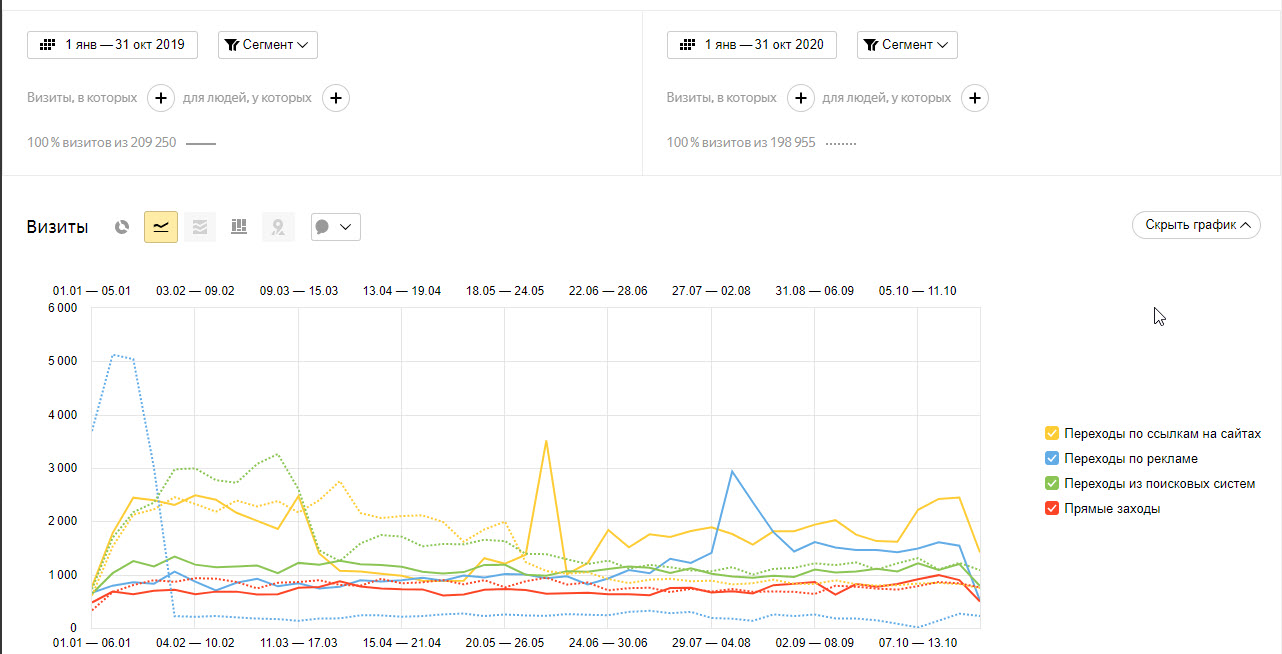 1 янв — 31 окт 2019 Сегмент 1 янв — 31 окт 2020 Сегмент
Визиты, в которых + для людей, у которых + Визиты, в которых + для людей, у которых +
100 % визитов из 209 250 100 % визитов из 198 955
Визиты Скрыть график
01.01 — 05.01 03.02 — 09.02 09.03 — 15.03 13.04 — 19.04 18.05 — 24.05 22.06 — 28.06 27.07 — 02.08 31.08 — 06.09 05.10 — 11.10
6 000
5 000
4 000
3 000
2 000
1 000
0
Переходы по ссылкам на сайтах
Переходы по рекламе
Переходы из поисковых систем
Прямые заходы
01.01 — 06.01 04.02 — 10.02 11.03 — 17.03 15.04 — 21.04 20.05 — 26.05 24.06 — 30.06 29.07 — 04.08 02.09 — 08.09 07.10 — 13.10